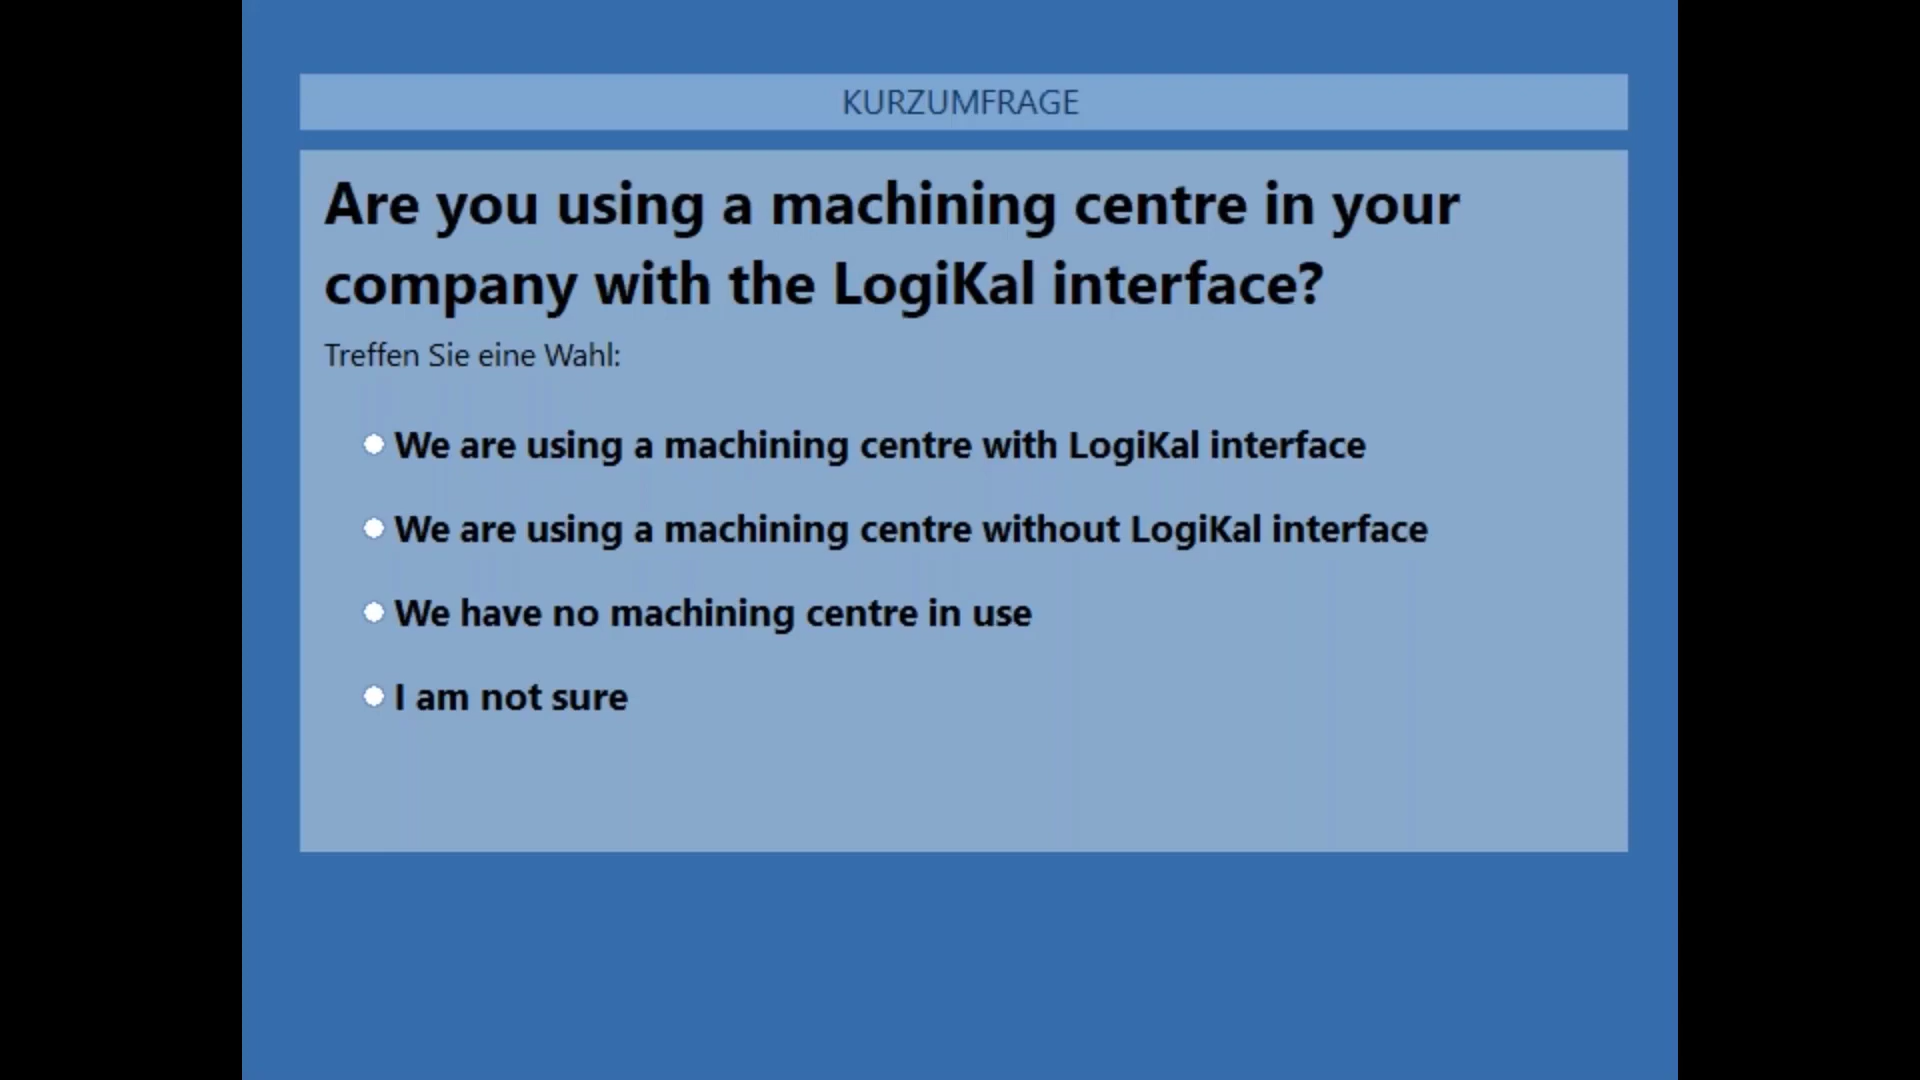 KURZUMFRAGE
Are you using a machining centre in your
company with the LogiKal interface?
Treffen Sie eine Wahl:
We are using a machining centre with LogiKal interface
We are using a machining centre without LogiKal interface
We have no machining centre in use
I am not sure